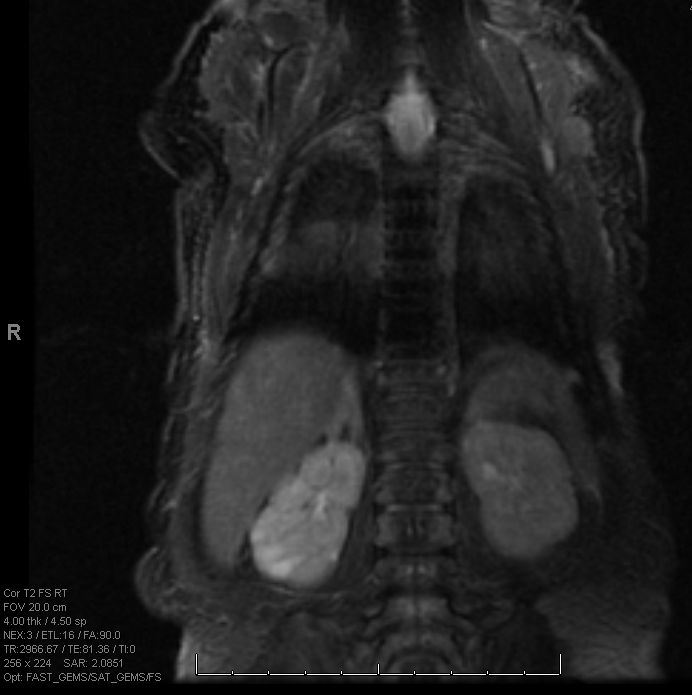 R
Cor T2 FS RT
FOV 20.0 cm
4.00 thk / 4.50 sp
NEX:3 / ETL:16 / FA:90.0
TR:2966.67 / TE:81.36 / TI:0
256 x 224 SAR: 2.0851
Opt: FAST_GEMS/SAT_GEMS/FS